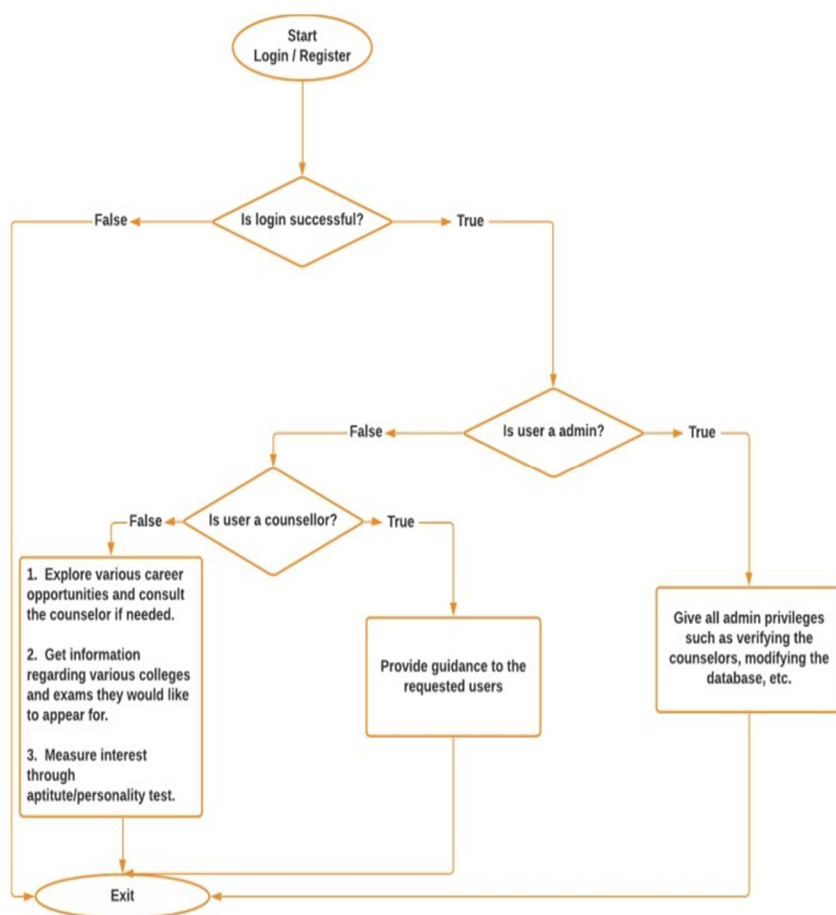 Start
Login / Register
Is login successful?
False
True
Is user a admin?
False
True
Is user a counsellor?
False
True
1. Explore various career
opportunities and consult
the counselor if needed.
2. Get information
regarding various colleges
and exams they would like
to appear for.
3. Measure interest
through
aptitute/personality test.
Provide guidance to the
requested users
Give all admin privileges
such as verifying the
counselors, modifying the
database, etc.
Exit